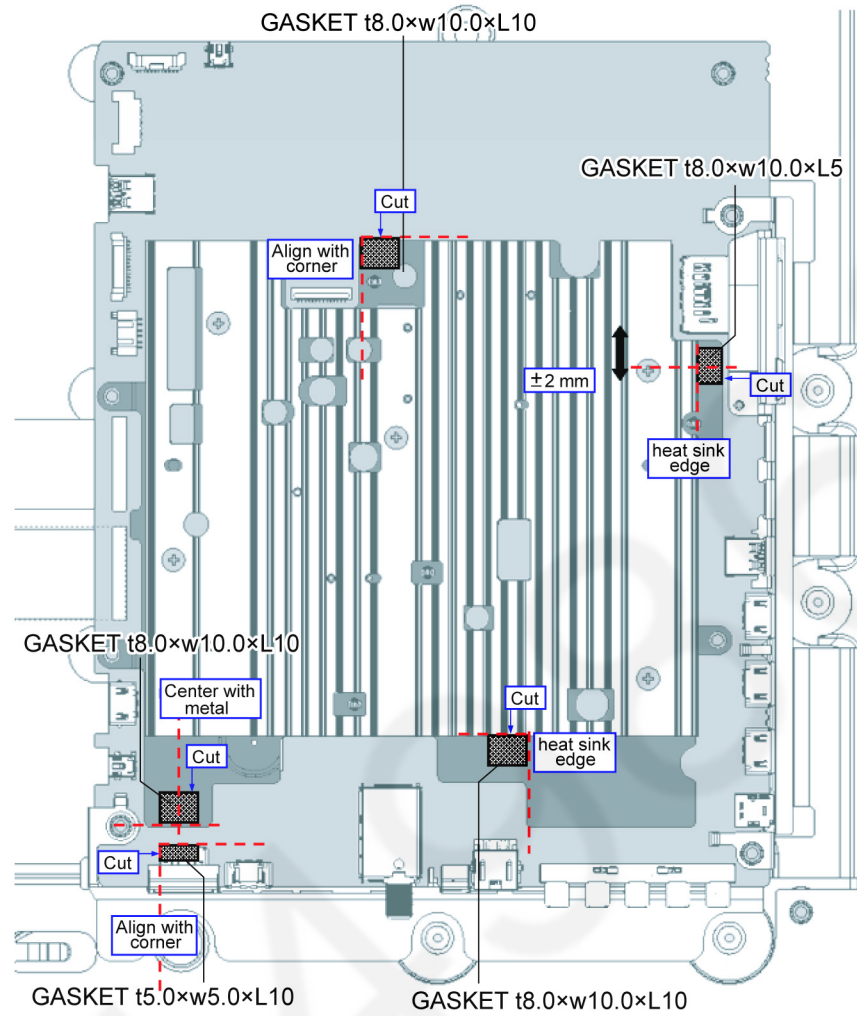 GASKET t8.0×w10.0×L10
GASKET t8.0×w10.0×L5
Cut
Align with
corner
±2 mm
Cut
heat sink
edge
GASKET t8.0×w10.0×L10
Center with
metal
Cut
heat sink
edge
Cut
Cut
Align with
corner
GASKET t5.0×w5.0×L10
GASKET t8.0×w10.0×L10